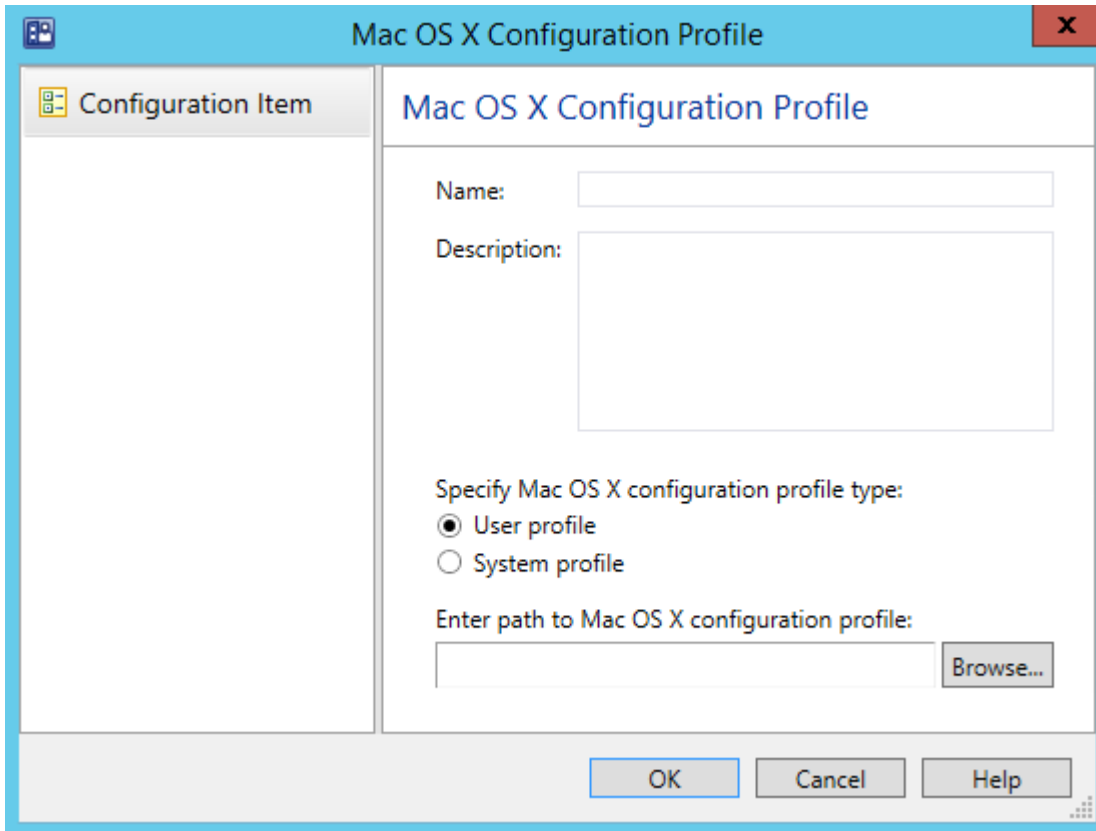 Mac OS X Configuration Profile
x
Configuration Item
Mac OS X Configuration Profile
Name:
Description:
Specify Mac OS X configuration profile type:
User profile
System profile
Enter path to Mac OS X configuration profile:
Browse...
OK
Cancel
Help